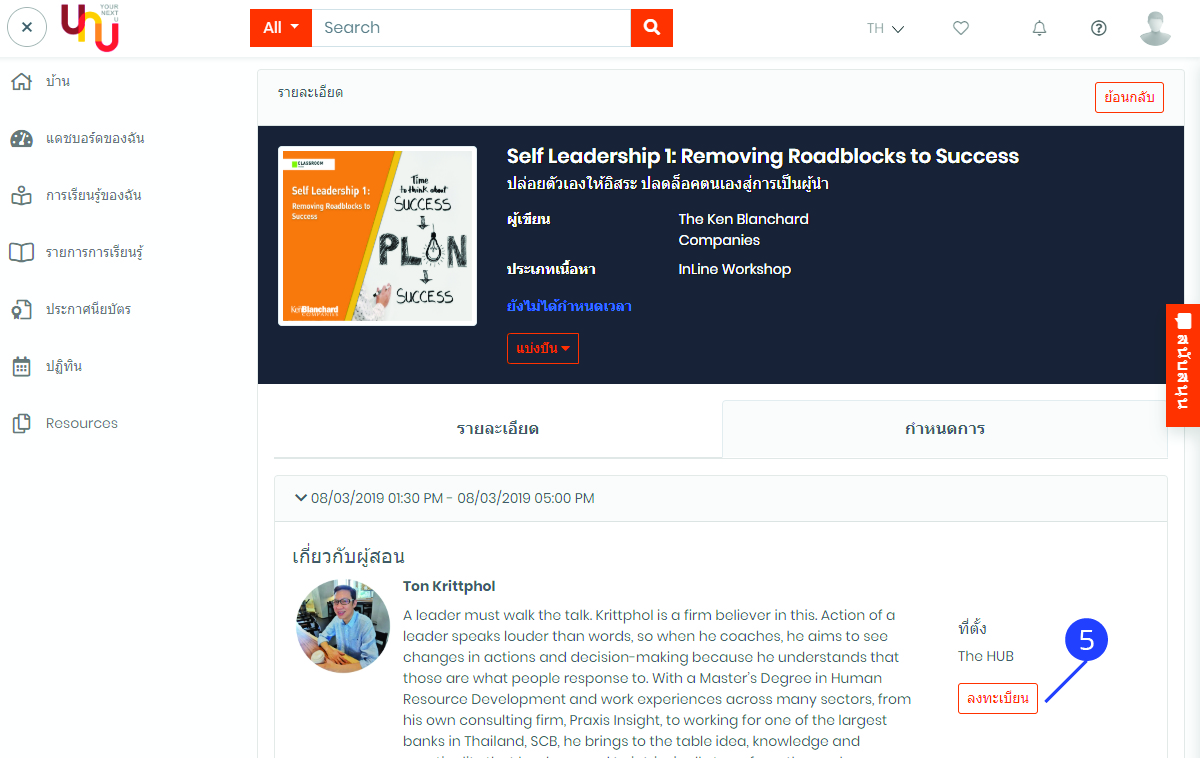 YOUR
NEXT
U
unu
All
Search
TH
บ้าน
แดชบอร์ดของฉัน
การเรียนรู้ของฉัน
รายการการเรียนรู้
ประกาศนียบัตร
ปฏิทิน
Resources
รายละเอียด
ย้อนกลับ
CLASSROOM
Self Leadership 1:
Removing Roadblocks to
Success
Time
to think about
SUCCESS
PLAN
SUCCESS
KenBlanchard
COMPANIES
Self Leadership 1: Removing Roadblocks to Success
ปล่อยตัวเองให้อิสระ ปลดล็อคตนเองสู่การเป็นผู้นำ
ผู้เขียน
The Ken Blanchard
Companies
ประเภทเนื้อหา
InLine Workshop
ยังไม่ได้กำหนดเวลา
แบ่งปัน
สนับสนุน
รายละเอียด
กำหนดการ
08/03/2019 01:30 PM - 08/03/2019 05:00 PM
เกี่ยวกับผู้สอน
Ton Krittphol
A leader must walk the talk. Krittphol is a firm believer in this. Action of a
leader speaks louder than words, so when he coaches, he aims to see
changes in actions and decision-making because he understands that
those are what people response to. With a Master's Degree in Human
Resource Development and work experiences across many sectors, from
his own consulting firm, Praxis Insight, to working for one of the largest
banks in Thailand, SCB, he brings to the table idea, knowledge and
ที่ตั้ง
The HUB
ลงทะเบียน
5